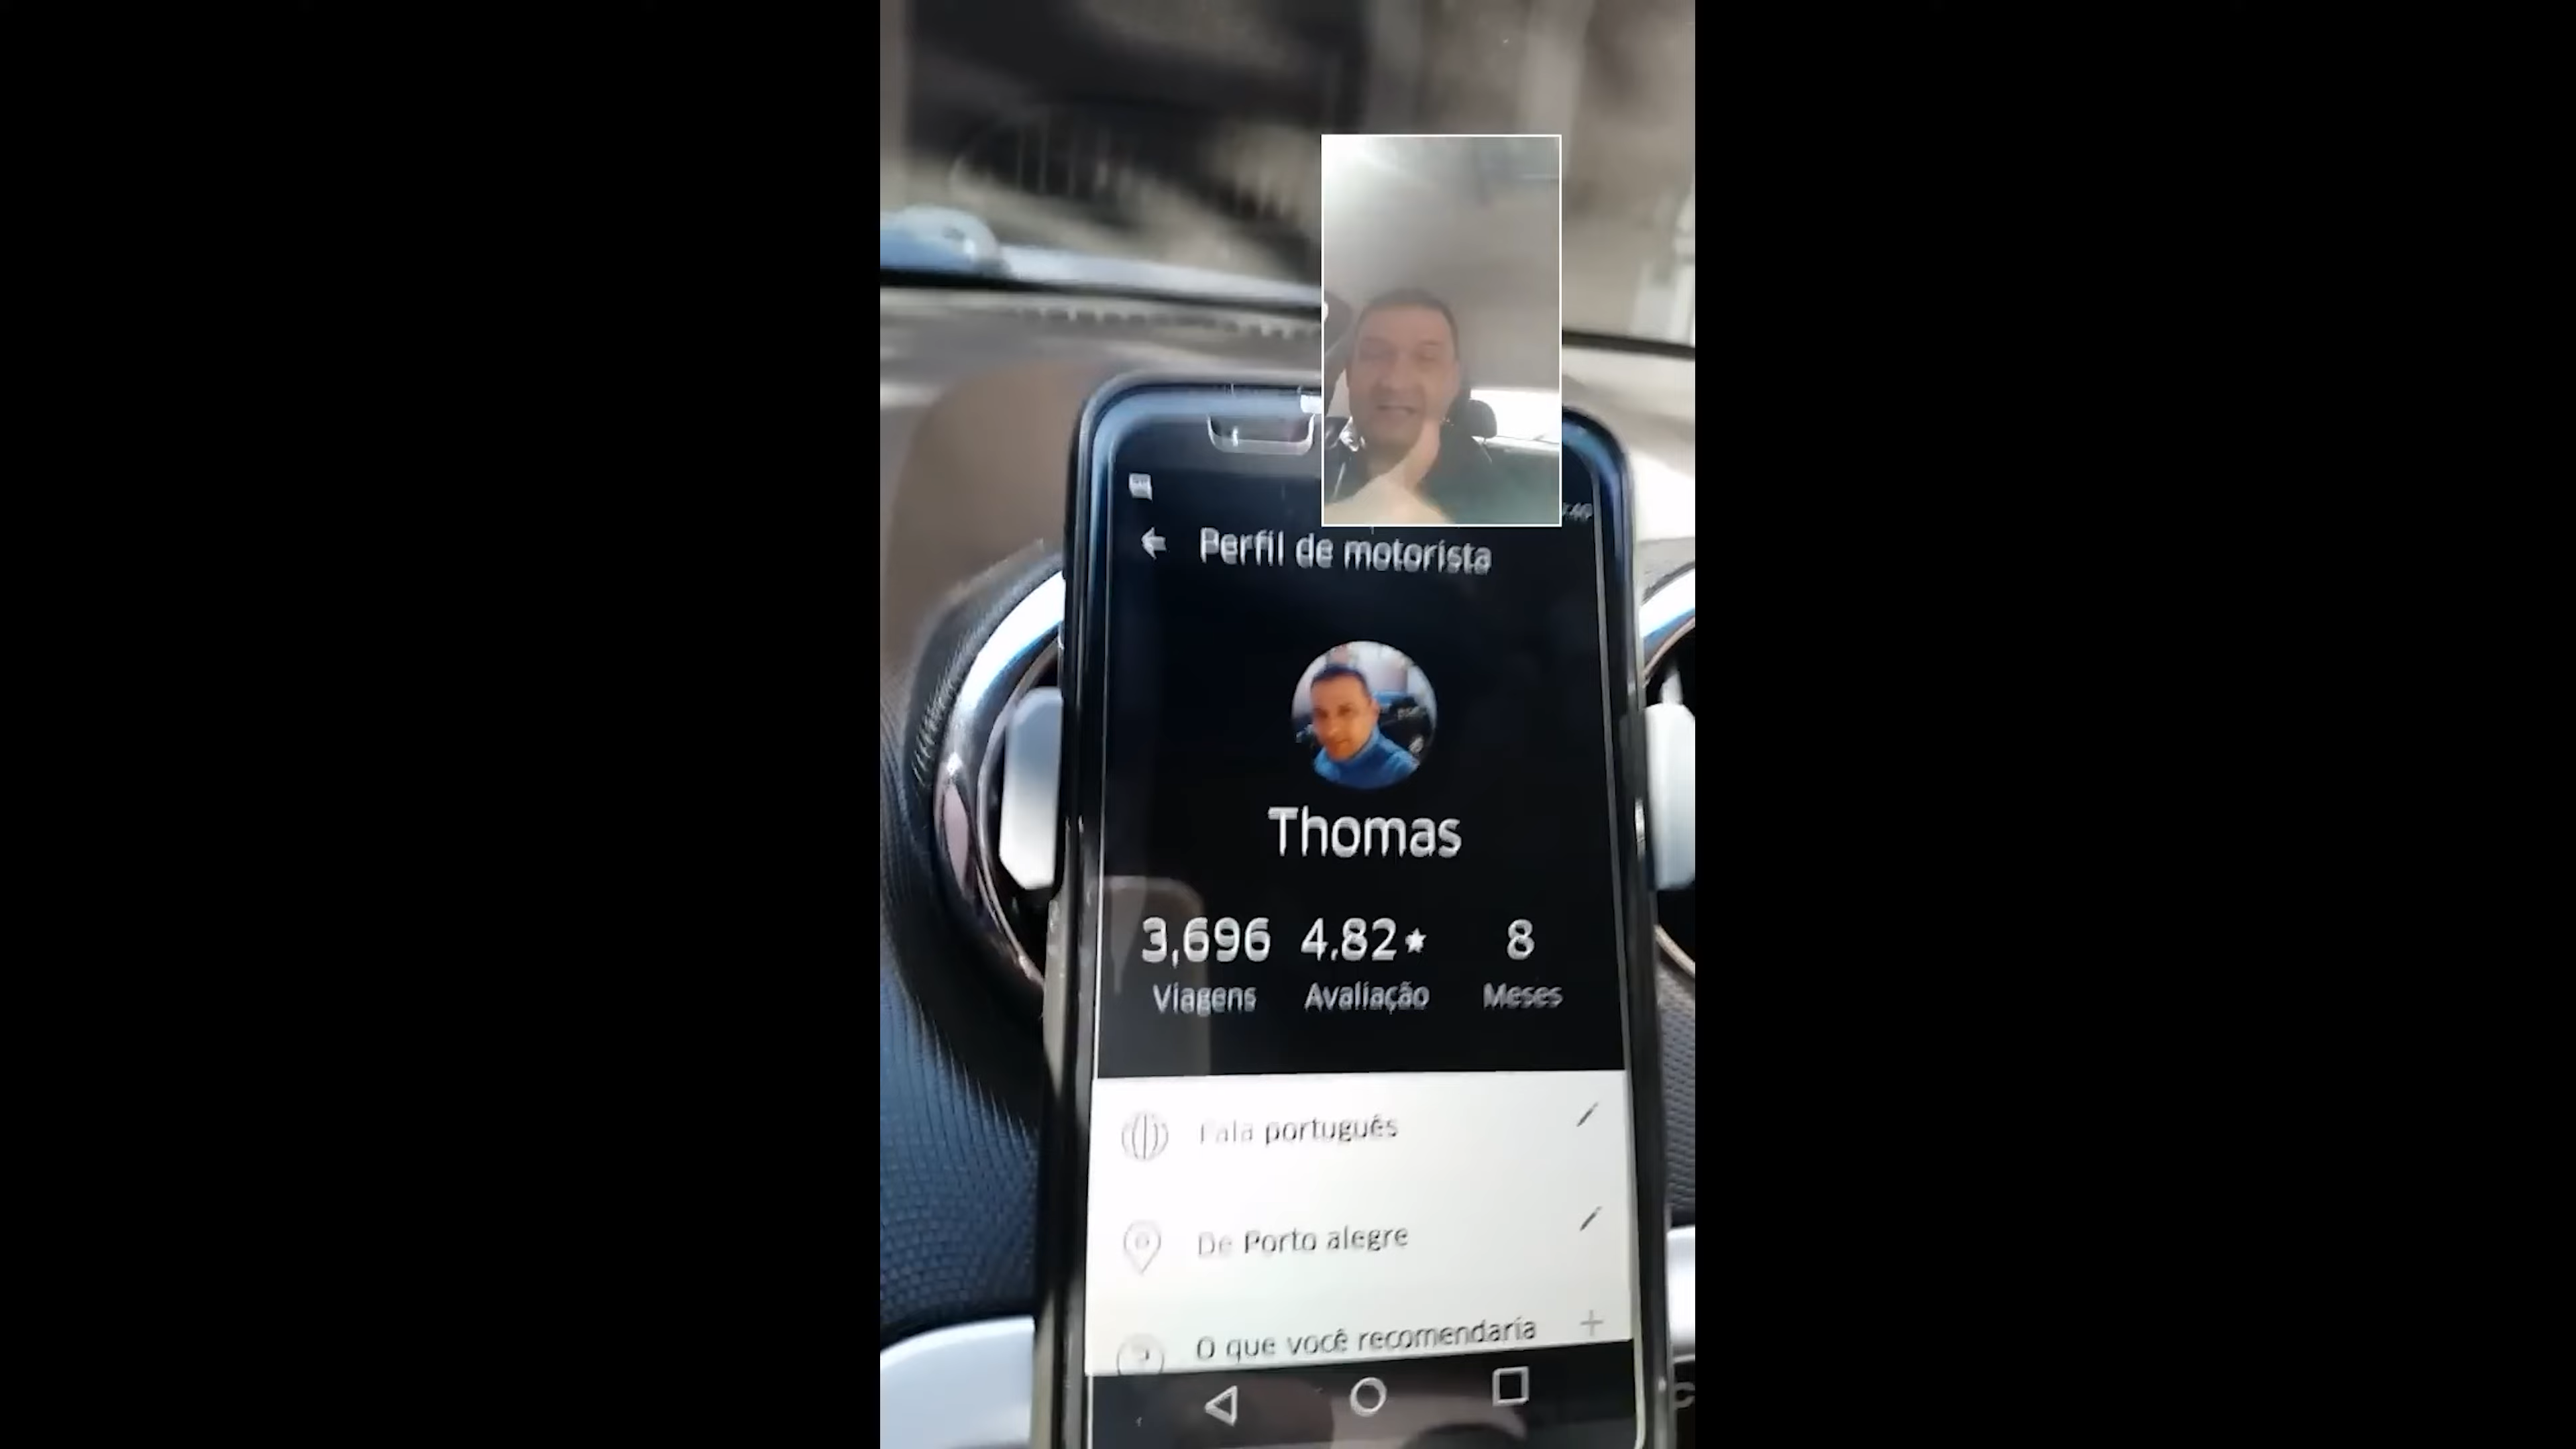 Perfil de motorista
Thomas
3,696 4.82★ 8
Viagens Avaliação Meses
Fala português
De Porto alegre
O que você recomendaria